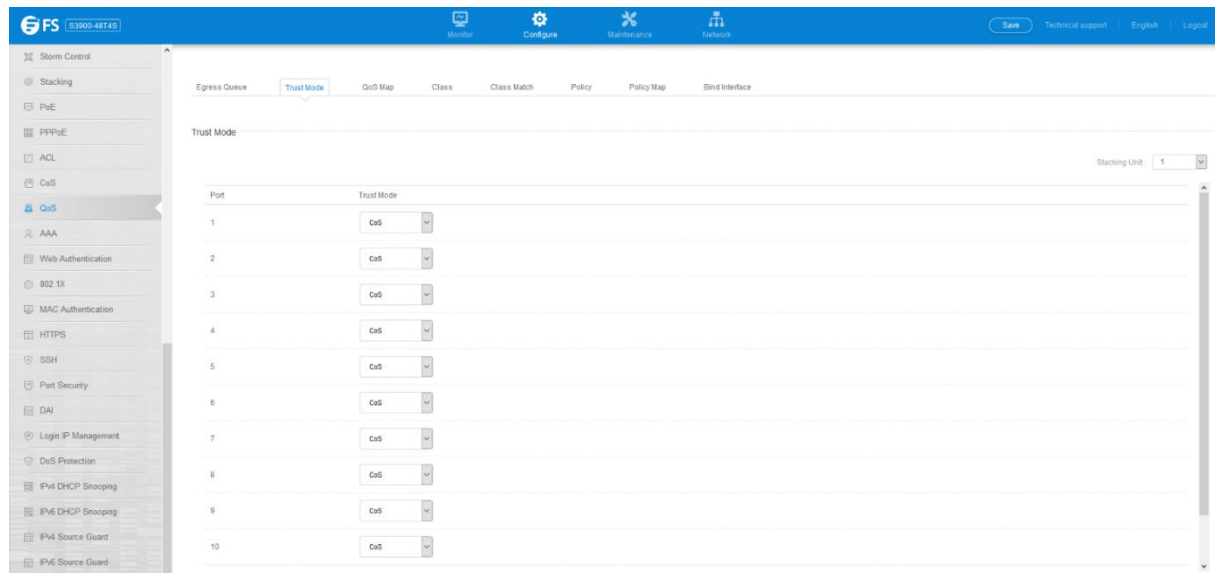 FS S3900-48T4S
Monitor
Configure
Maintenance
Network
Save
Technical support
English
Logout
Storm Control
Stacking
PoE
PPPoE
ACL
CoS
QoS
AAA
Web Authentication
802.1X
MAC Authentication
HTTPS
SSH
Port Security
DAI
Login IP Management
DoS Protection
IPv4 DHCP Snooping
IPv6 DHCP Snooping
IPv4 Source Guard
IPv6 Source Guard
Egress Queue Trust Mode QoS Map Class Class Match Policy Policy Map Bind Interface
Trust Mode
Stacking Unit : 1
Port Trust Mode
1 CoS
2 CoS
3 CoS
4 CoS
5 CoS
6 CoS
7 CoS
8 CoS
9 CoS
10 CoS